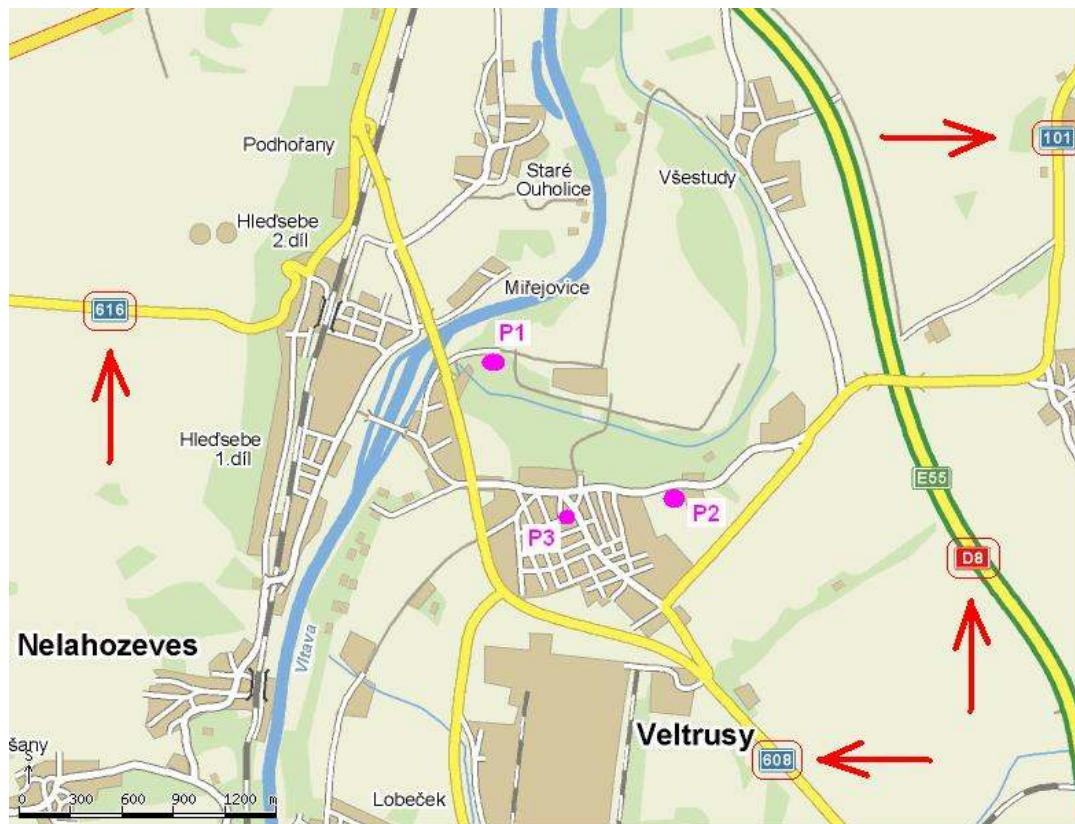 Podhořany
101
Staré
Ouholice
Všestudy
Hleďsebe
2.díl
Miřejovice
616
P1
Hleďsebe
1.díl
E55
P2
P3
D8
Nelahozeves
Vltava
Veltrusy
šany
S
608
Lobeček
0 300 600 900 1200 m